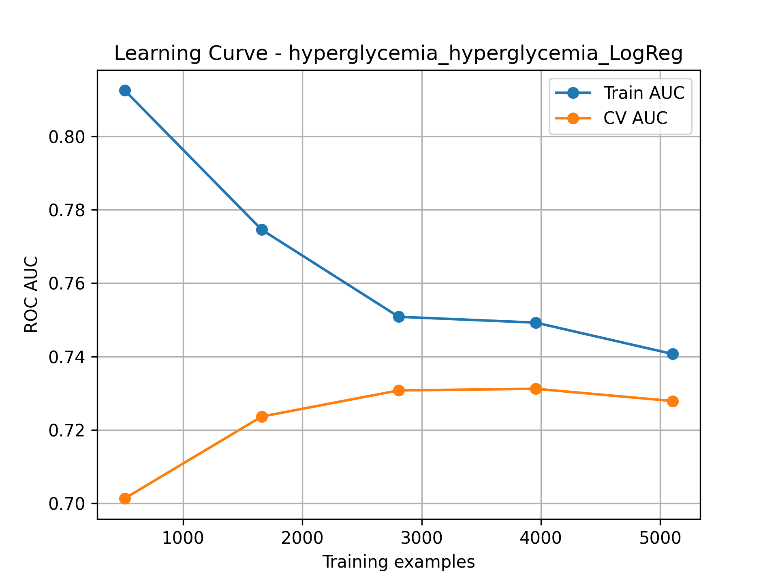 Learning Curve - hyperglycemia_hyperglycemia_LogReg
Train AUC
CV AUC
ROC AUC
0.80
0.78
0.76
0.74
0.72
0.70
1000 2000 3000 4000 5000
Training examples